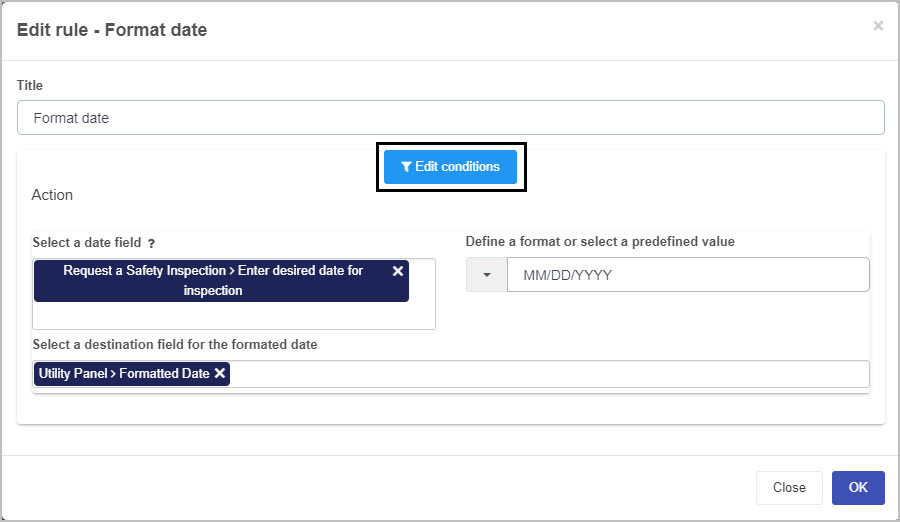 Edit rule - Format date
×
Title
Format date
Edit conditions
Action
Select a date field ?
Request a Safety Inspection > Enter desired date for
inspection
Define a format or select a predefined value
MM/DD/YYYY
Select a destination field for the formated date
Utility Panel > Formatted Date
Close
OK